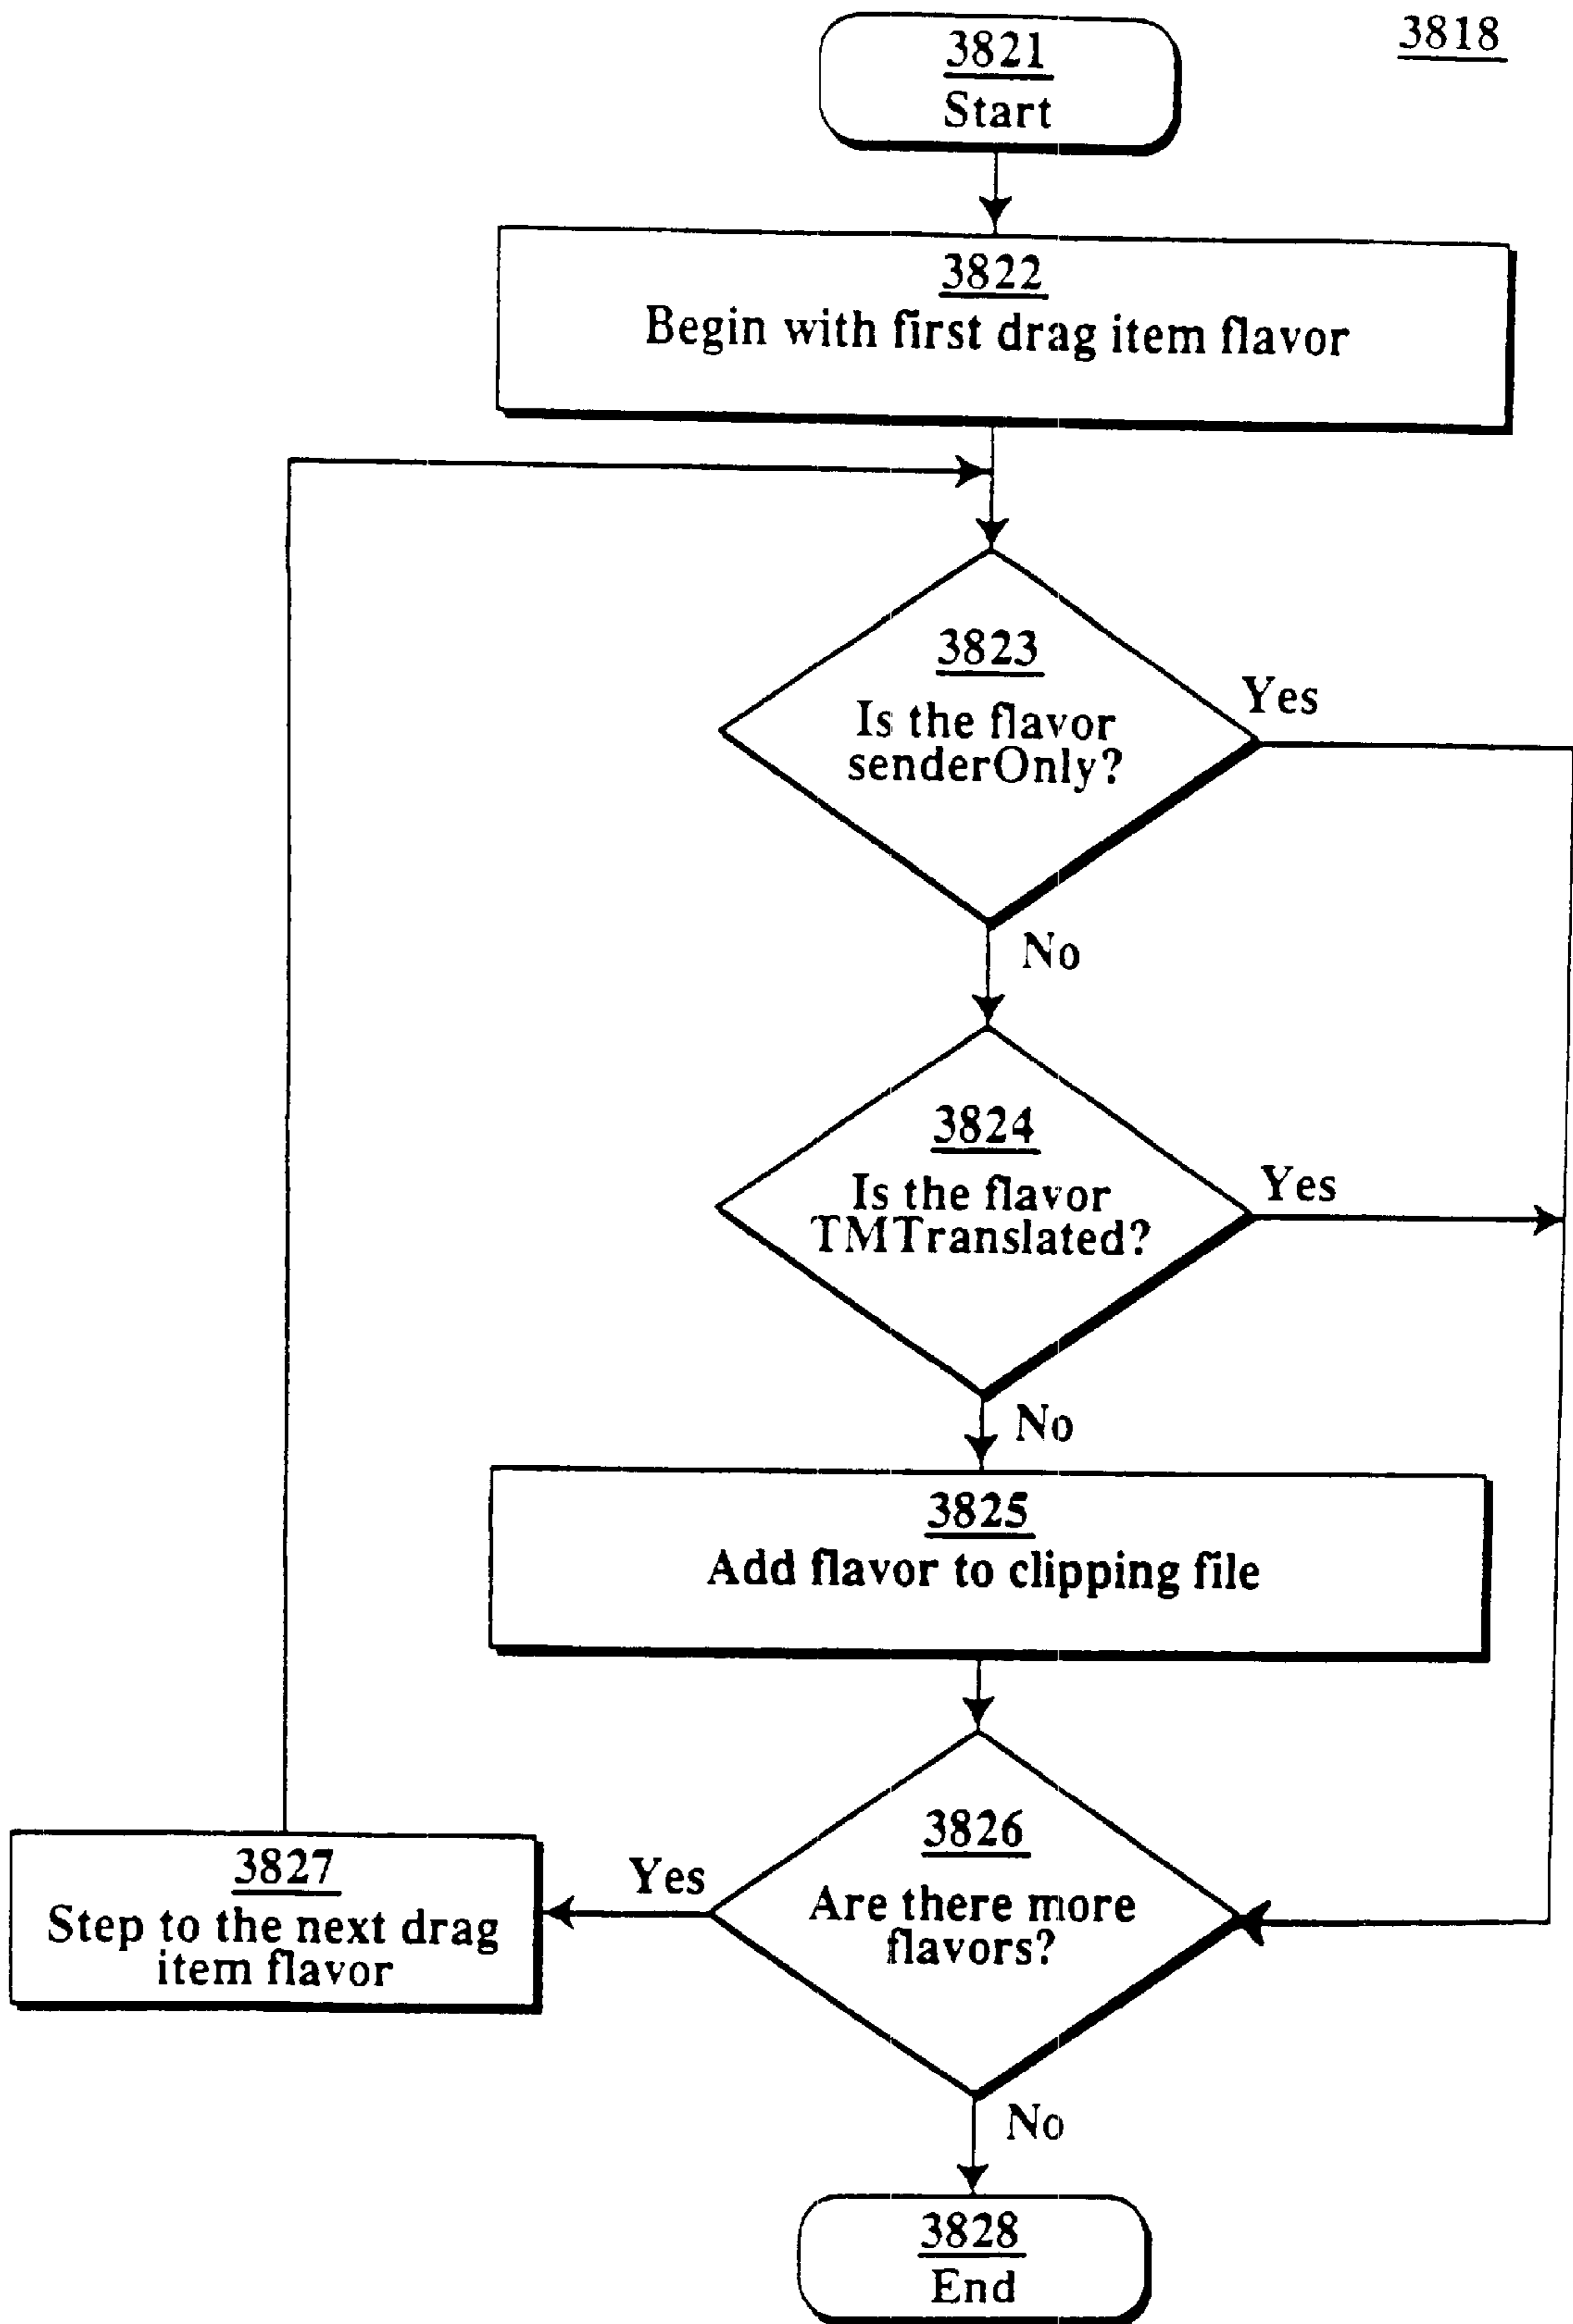 3818
3821
Start
3822
Begin with first drag item flavor
3823
Is the flavor
senderOnly?
Yes
No
3824
Is the flavor
TMTranslated?
Yes
No
3825
Add flavor to clipping file
3826
Are there more
flavors?
Yes
3827
Step to the next drag
item flavor
No
3828
End